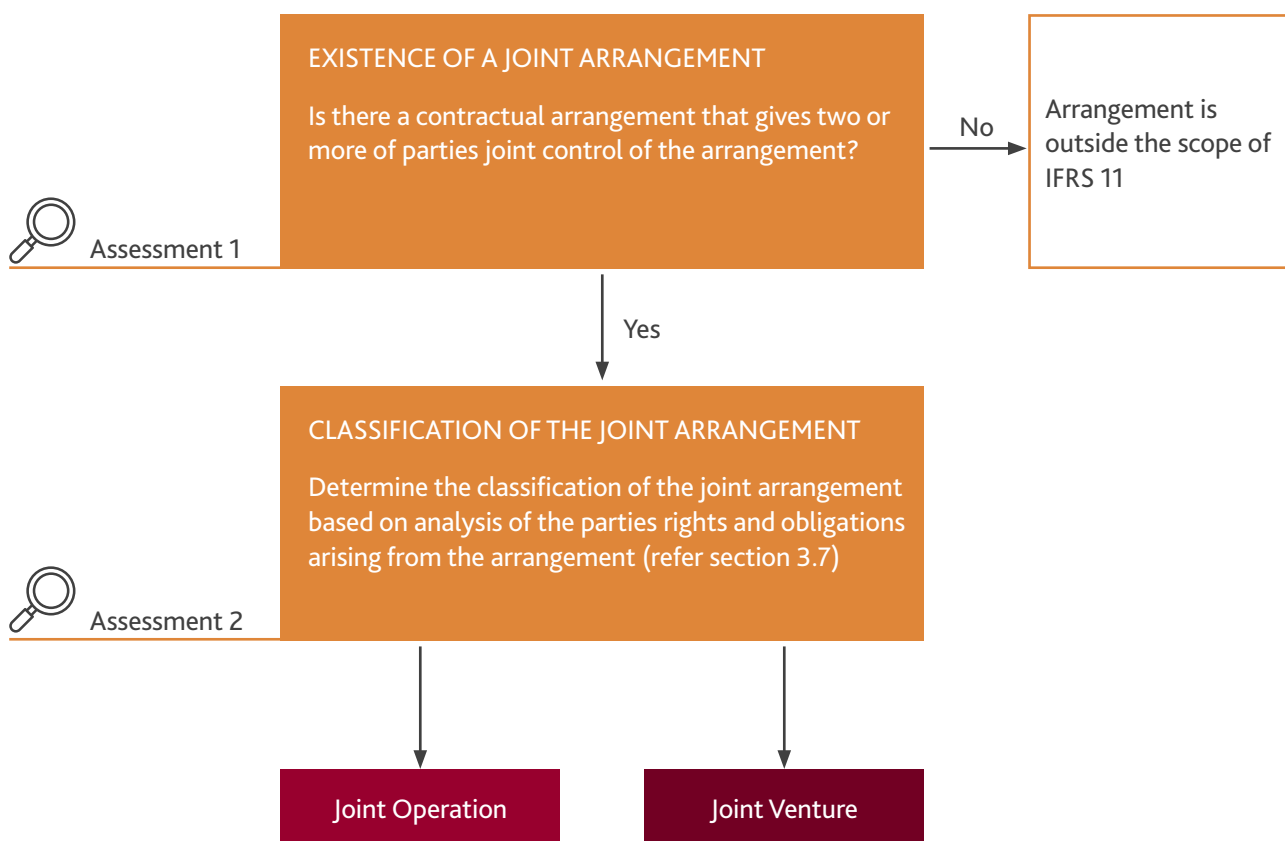 EXISTENCE OF A JOINT ARRANGEMENT
Is there a contractual arrangement that gives two or
more of parties joint control of the arrangement?
No
Arrangement is
outside the scope of
IFRS 11
Assessment 1
Yes
CLASSIFICATION OF THE JOINT ARRANGEMENT
Determine the classification of the joint arrangement
based on analysis of the parties rights and obligations
arising from the arrangement (refer section 3.7)
Assessment 2
Joint Operation
Joint Venture